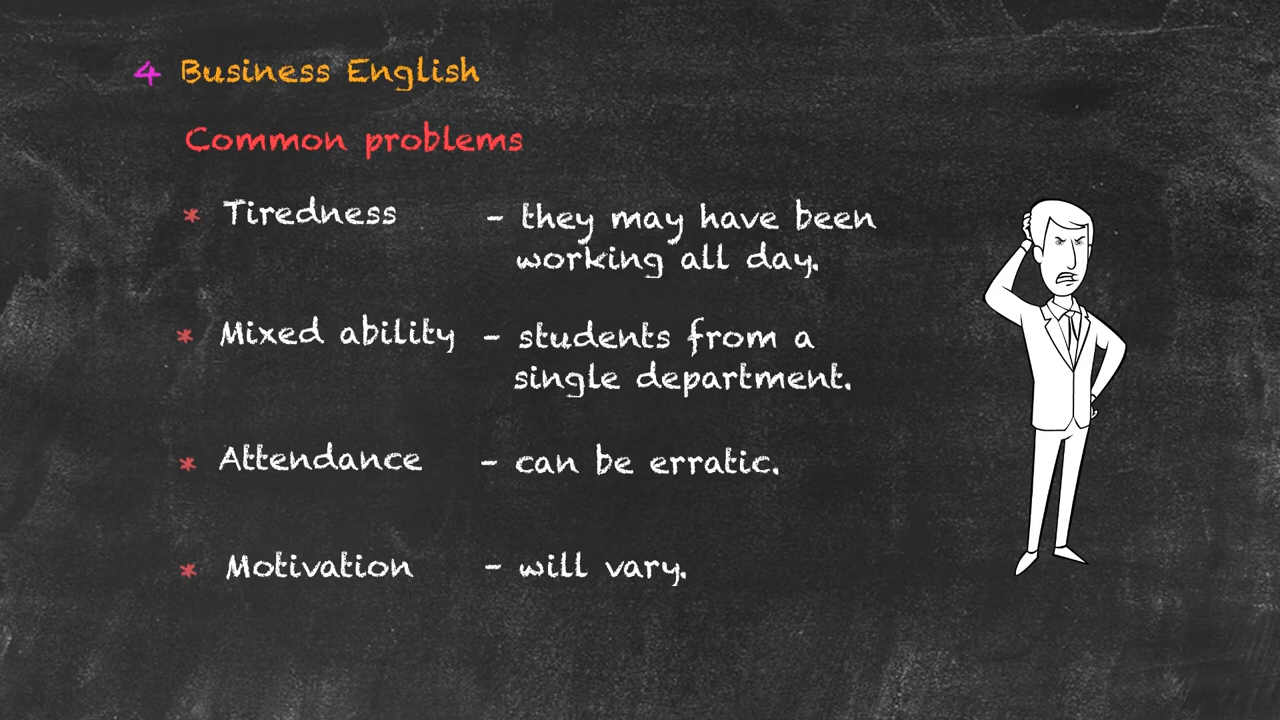 4 Business English
Common problems
* Tiredness - they may have been
working all day.
* Mixed ability - students from a
single department.
* Attendance - can be erratic.
* Motivation - will vary.